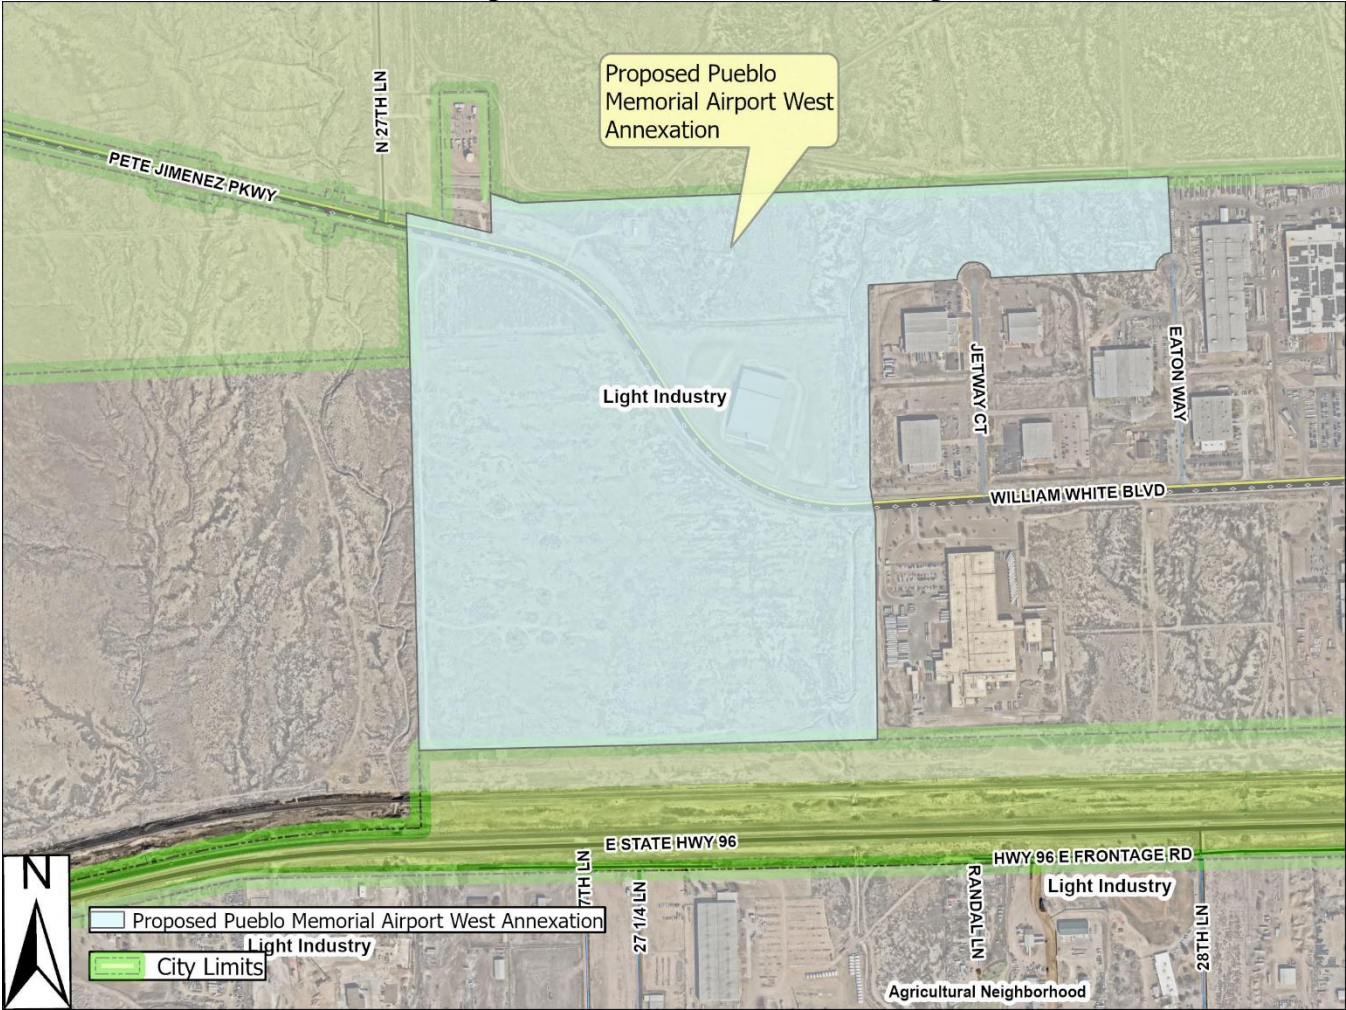 Proposed Pueblo
Memorial Airport West
Annexation
N 27TH LN
PETE JIMENEZ PKWY
Light Industry
JETWAY CT
EATON WAY
WILLIAM WHITE BLVD
E STATE HWY 96
HWY 96 E FRONTAGE RD
7TH LN
27 1/4 LN
RANDAL LN
Light Industry
28TH LN
N
Proposed Pueblo Memorial Airport West Annexation
Light Industry
City Limits
Agricultural Neighborhood